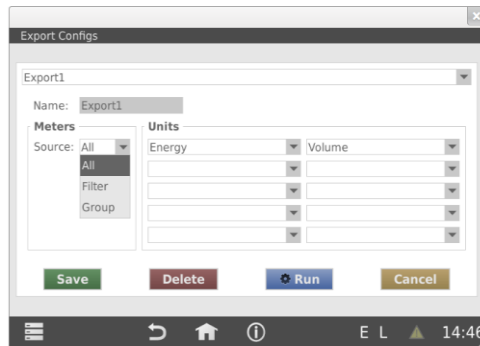 Export Configs
Export1
Name: Export1
Meters Units
Source: All Energy Volume
All
Filter
Group
Save Delete Run Cancel
E L 14:46